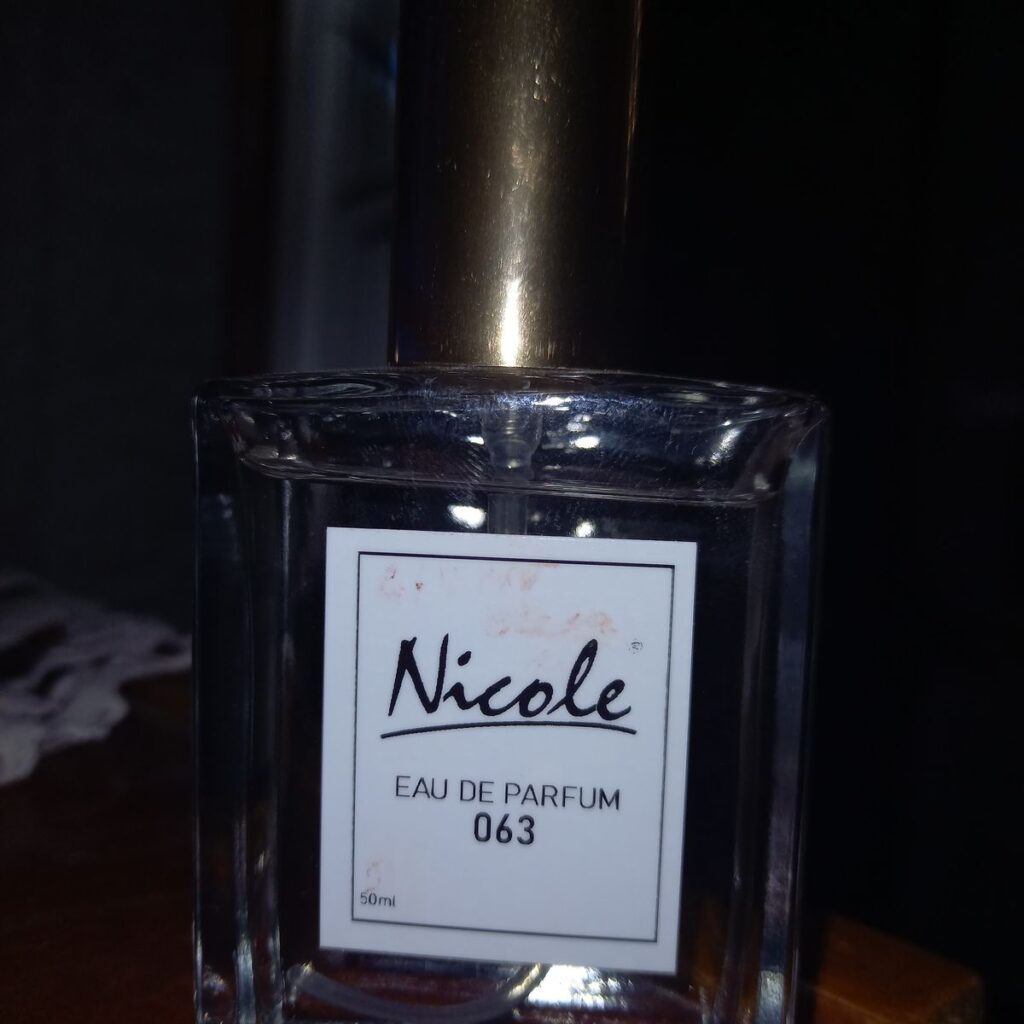 Nicole®
EAU DE PARFUM
063
50ml